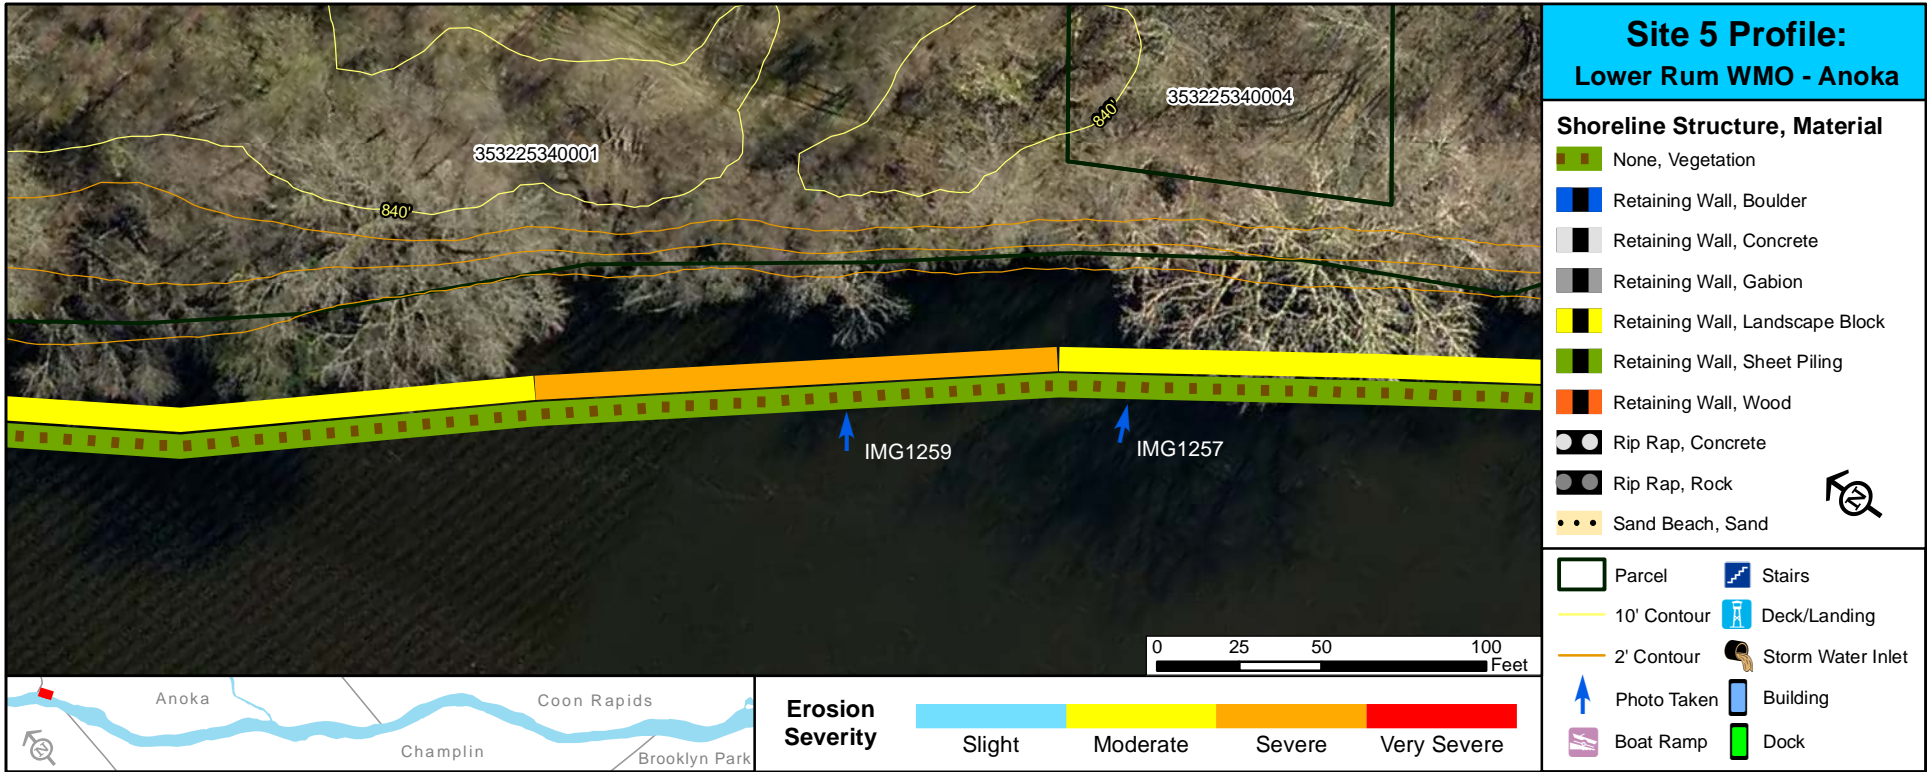 Site 5 Profile:
Lower Rum WMO - Anoka
353225340004
353225340001
840'
840'
IMG1259
IMG1257
0 25 50 100
Feet
Shoreline Structure, Material
None, Vegetation
Retaining Wall, Boulder
Retaining Wall, Concrete
Retaining Wall, Gabion
Retaining Wall, Landscape Block
Retaining Wall, Sheet Piling
Retaining Wall, Wood
Rip Rap, Concrete
Rip Rap, Rock
Sand Beach, Sand
N
Parcel
Stairs
10' Contour
Deck/Landing
2' Contour
Storm Water Inlet
Photo Taken
Building
Boat Ramp
Dock
Anoka
Coon Rapids
Champlin
Brooklyn Park
N
Erosion
Severity
Slight
Moderate
Severe
Very Severe